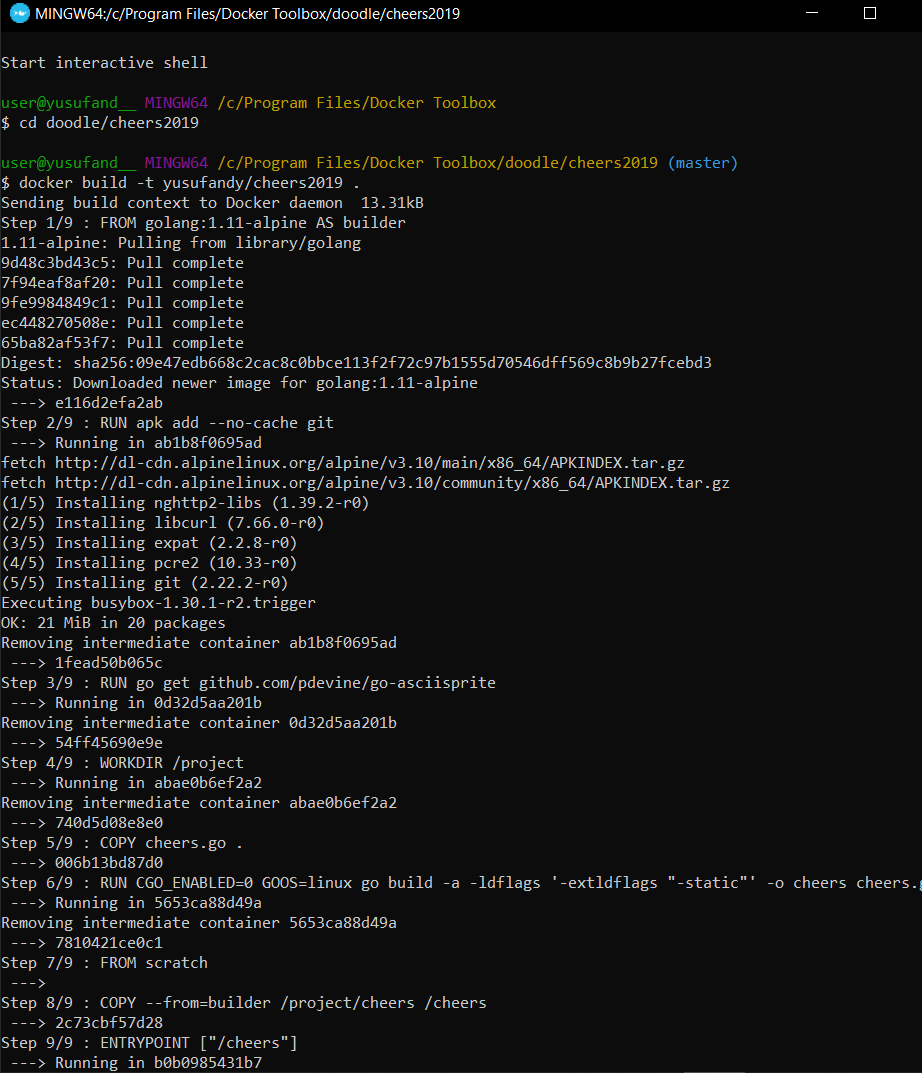 MINGW64:/c/Program Files/Docker Toolbox/doodle/cheers2019
Start interactive shell
user@yusufand__ MINGW64 /c/Program Files/Docker Toolbox
$ cd doodle/cheers2019
user@yusufand__ MINGW64 /c/Program Files/Docker Toolbox/doodle/cheers2019 (master)
$ docker build -t yusufandy/cheers2019 .
Sending build context to Docker daemon  13.31kB
Step 1/9 : FROM golang:1.11-alpine AS builder
1.11-alpine: Pulling from library/golang
9d48c3bd43c5: Pull complete
7f94eaf8af20: Pull complete
9fe9984849c1: Pull complete
ec448270508e: Pull complete
65ba82af53f7: Pull complete
Digest: sha256:09e47edb668c2cac8c0bbce113f2f72c97b1555d70546dff569c8b9b27fcebd3
Status: Downloaded newer image for golang:1.11-alpine
 ---> e116d2efa2ab
Step 2/9 : RUN apk add --no-cache git
 ---> Running in ab1b8f0695ad
fetch http://dl-cdn.alpinelinux.org/alpine/v3.10/main/x86_64/APKINDEX.tar.gz
fetch http://dl-cdn.alpinelinux.org/alpine/v3.10/community/x86_64/APKINDEX.tar.gz
(1/5) Installing nghttp2-libs (1.39.2-r0)
(2/5) Installing libcurl (7.66.0-r0)
(3/5) Installing expat (2.2.8-r0)
(4/5) Installing pcre2 (10.33-r0)
(5/5) Installing git (2.22.2-r0)
Executing busybox-1.30.1-r2.trigger
OK: 21 MiB in 20 packages
Removing intermediate container ab1b8f0695ad
 ---> 1fead50b065c
Step 3/9 : RUN go get github.com/pdevine/go-asciisprite
 ---> Running in 0d32d5aa201b
Removing intermediate container 0d32d5aa201b
 ---> 54ff45690e9e
Step 4/9 : WORKDIR /project
 ---> Running in abae0b6ef2a2
Removing intermediate container abae0b6ef2a2
 ---> 740d5d08e8e0
Step 5/9 : COPY cheers.go .
 ---> 006b13bd87d0
Step 6/9 : RUN CGO_ENABLED=0 GOOS=linux go build -a -ldflags '-extldflags "-static"' -o cheers cheers.g
 ---> Running in 5653ca88d49a
Removing intermediate container 5653ca88d49a
 ---> 7810421ce0c1
Step 7/9 : FROM scratch
 --->
Step 8/9 : COPY --from=builder /project/cheers /cheers
 ---> 2c73cbf57d28
Step 9/9 : ENTRYPOINT ["/cheers"]
 ---> Running in b0b0985431b7